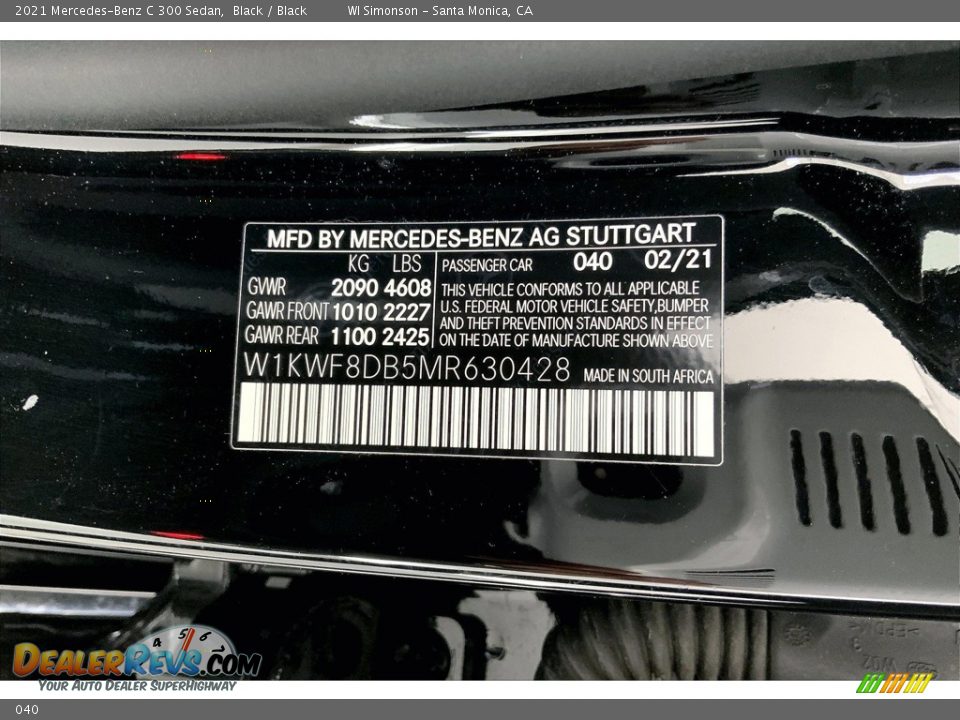 2021 Mercedes-Benz C 300 Sedan, Black / Black WI Simonson - Santa Monica, CA
MFD BY MERCEDES-BENZ AG STUTTGART
KG LBS PASSENGER CAR 040 02/21
GVWR 2090 4608
GAWR FRONT 1010 2227
GAWR REAR 1100 2425
THIS VEHICLE CONFORMS TO ALL APPLICABLE
U.S. FEDERAL MOTOR VEHICLE SAFETY,BUMPER
AND THEFT PREVENTION STANDARDS IN EFFECT
ON THE DATE OF MANUFACTURE SHOWN ABOVE
W1KWF8DB5MR630428 MADE IN SOUTH AFRICA
4 5 6
DEALERREVS.COM
YOUR AUTO DEALER SUPERHIGHWAY
040